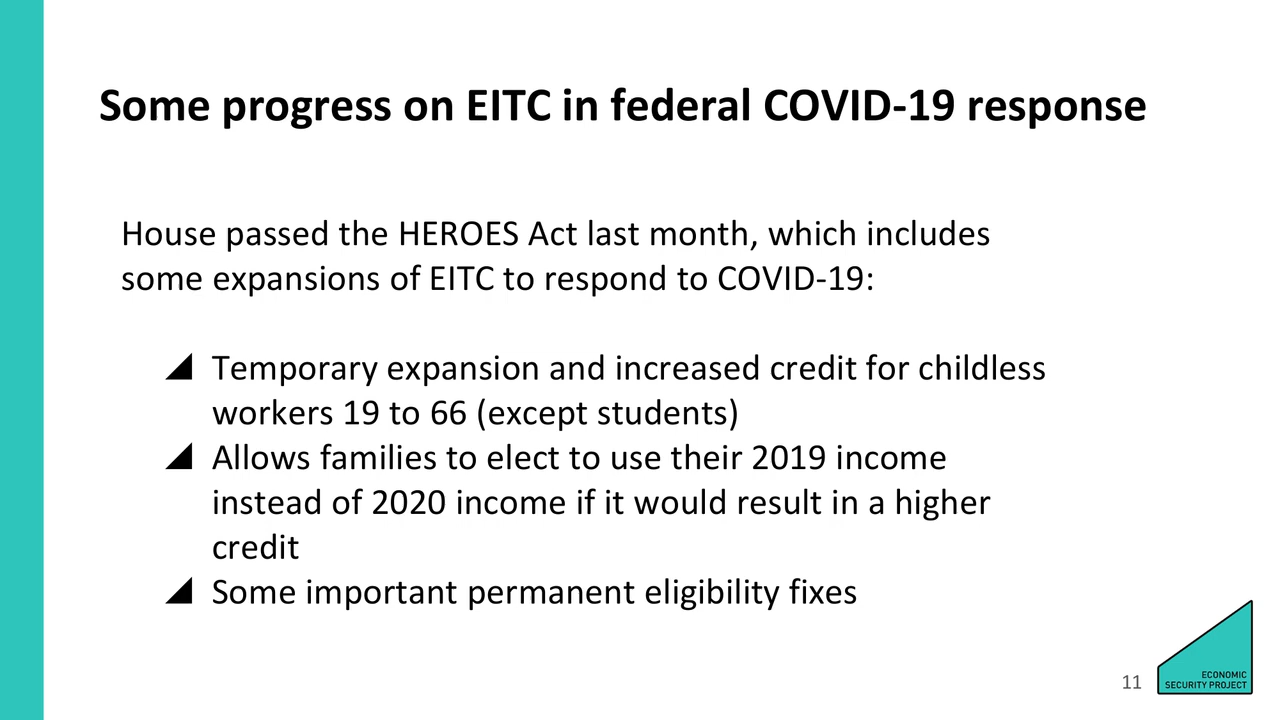 Some progress on EITC in federal COVID-19 response
House passed the HEROES Act last month, which includes
some expansions of EITC to respond to COVID-19:
Temporary expansion and increased credit for childless
workers 19 to 66 (except students)
Allows families to elect to use their 2019 income
instead of 2020 income if it would result in a higher
credit
Some important permanent eligibility fixes
11
ECONOMIC
SECURITY PROJECT